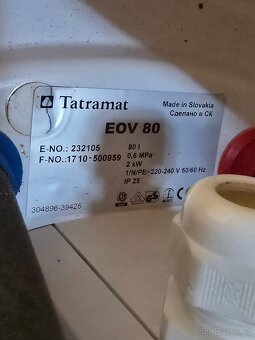 Tatramat
Made in Slovakia
Сделано в СК
EOV 80
E-NO.: 232105
F-NO.:1710-500959
80 l
0,6 MPa
2 kW
1/N/PE~220-240 V 50/60 Hz
IP 25
304896-39425